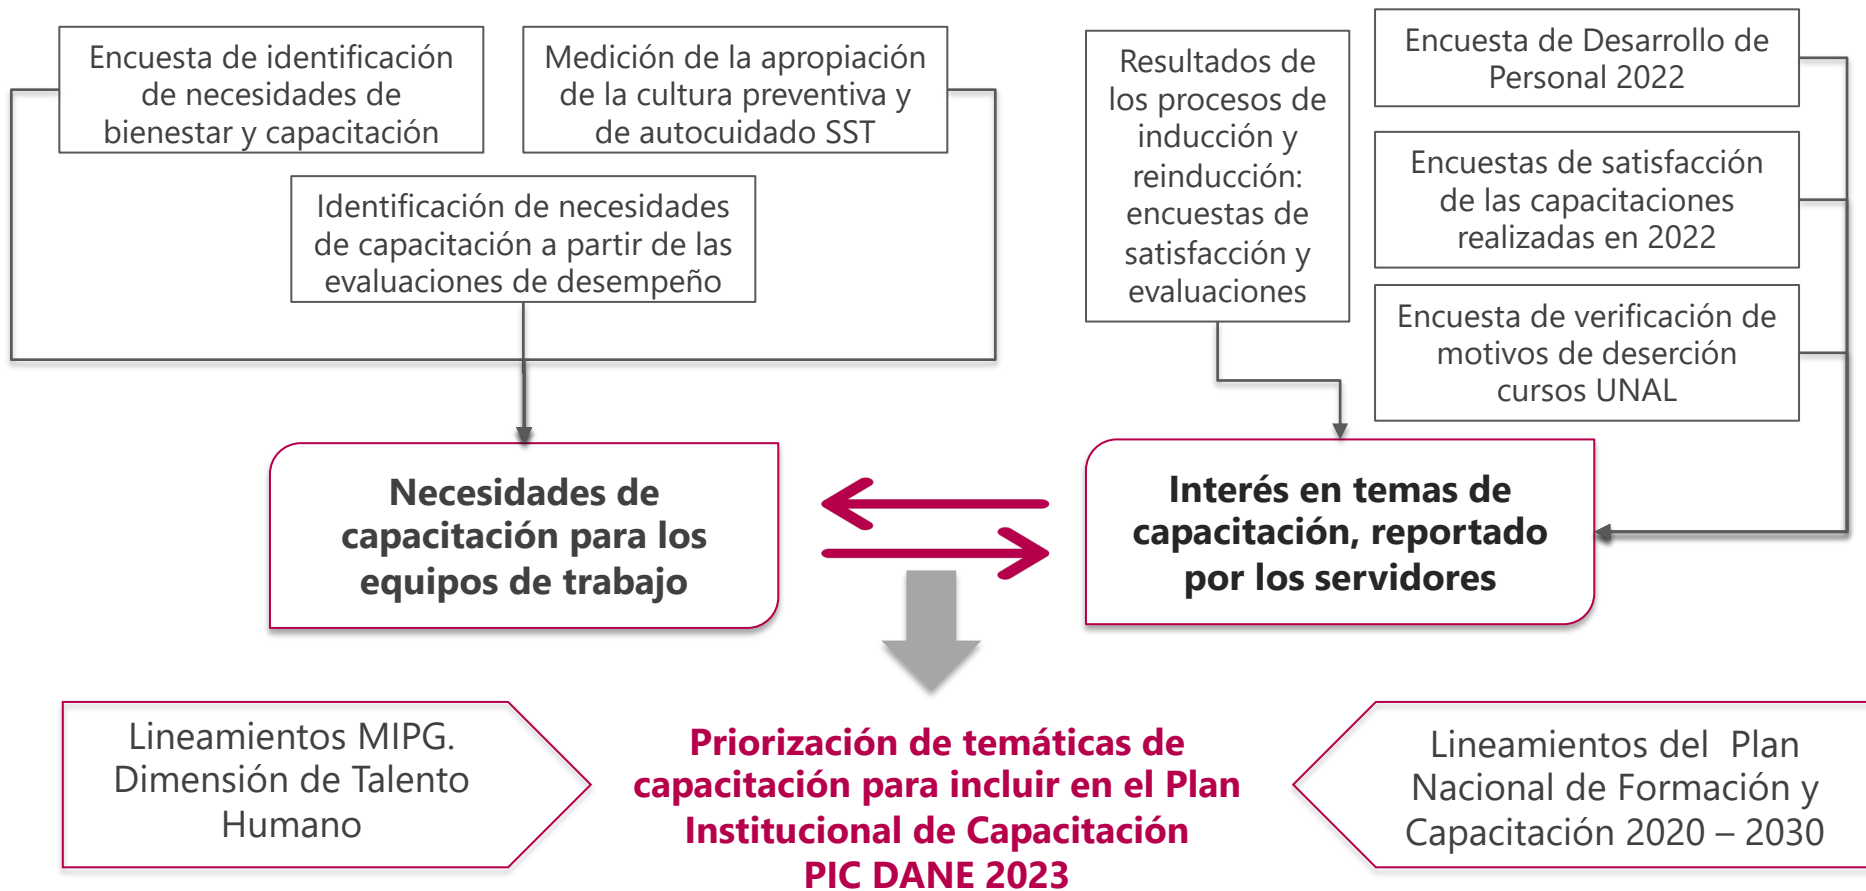 Encuesta de identificación
de necesidades de
bienestar y capacitación
Medición de la apropiación
de la cultura preventiva y
de autocuidado SST
Identificación de necesidades
de capacitación a partir de las
evaluaciones de desempeño
Resultados de
los procesos de
inducción y
reinducción:
encuestas de
satisfacción y
evaluaciones
Encuesta de Desarrollo de
Personal 2022
Encuestas de satisfacción
de las capacitaciones
realizadas en 2022
Encuesta de verificación de
motivos de deserción
cursos UNAL
Necesidades de
capacitación para los
equipos de trabajo
Interés en temas de
capacitación, reportado
por los servidores
Lineamientos MIPG.
Dimensión de Talento
Humano
Priorización de temáticas de
capacitación para incluir en el Plan
Institucional de Capacitación
PIC DANE 2023
Lineamientos del Plan
Nacional de Formación y
Capacitación 2020 – 2030